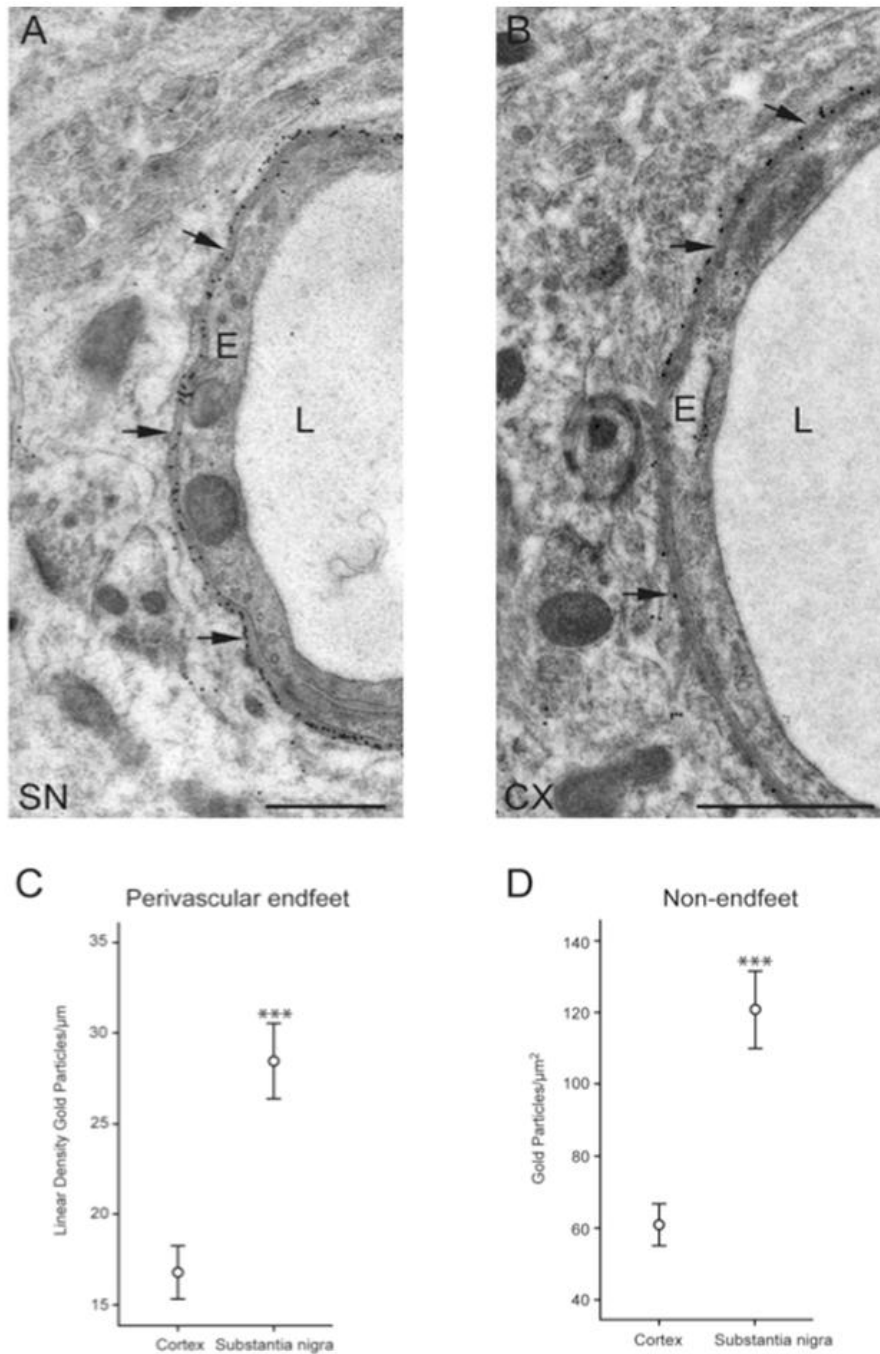 A
E
L
SN
B
E
L
CX
C
Perivascular endfeet
Linear Density Gold Particles/µm
35
30
25
20
15
***
Cortex Substantia nigra
D
Non-endfeet
Gold Particles/µm²
140
120
100
80
60
40
***
Cortex Substantia nigra